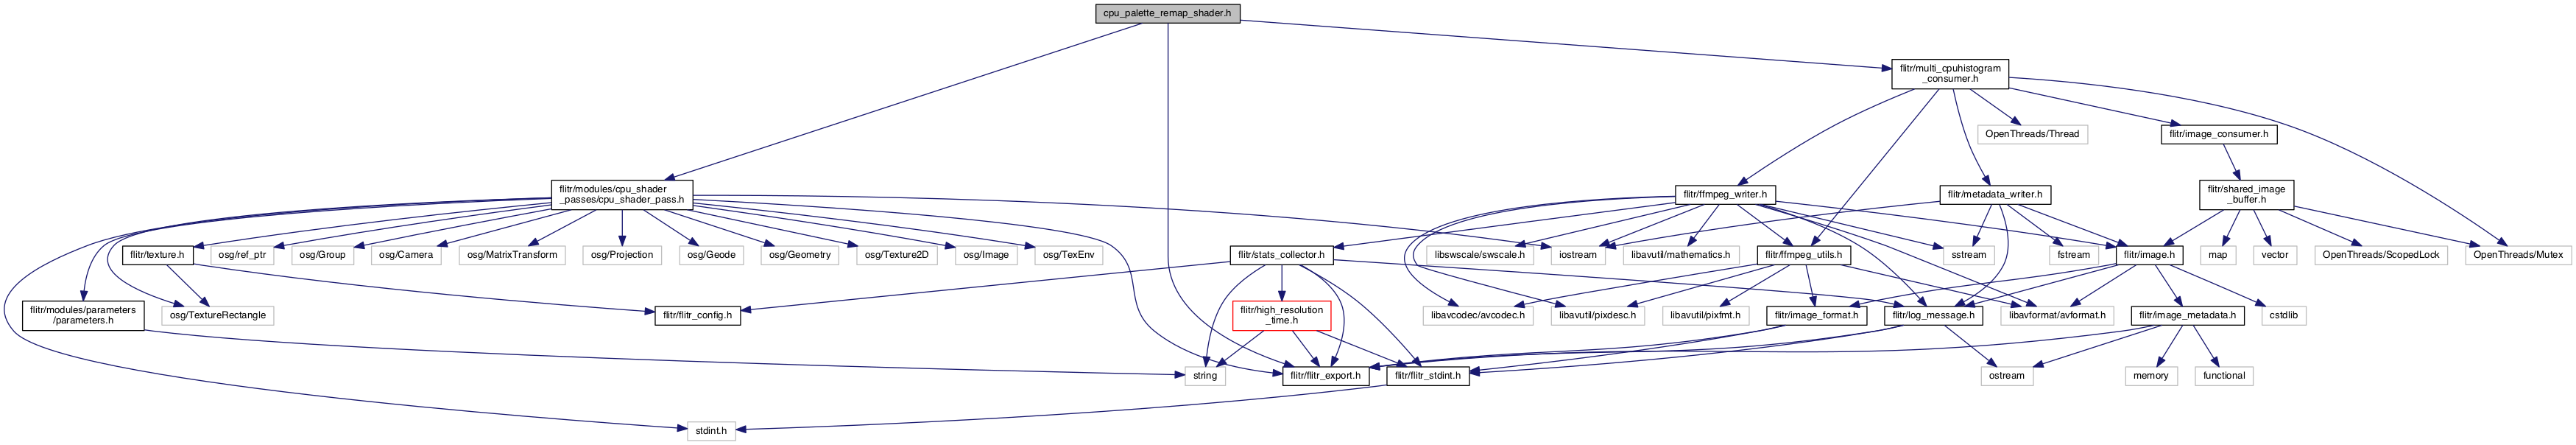 cpu_palette_remap_shader.h
flitr/multi_cpuhistogram
_consumer.h
OpenThreads/Thread
flitr/image_consumer.h
flitr/modules/cpu_shader
_passes/cpu_shader_pass.h
flitr/ffmpeg_writer.h
flitr/metadata_writer.h
flitr/shared_image
_buffer.h
flitr/texture.h
osg/ref_ptr
osg/Group
osg/Camera
osg/MatrixTransform
osg/Projection
osg/Geode
osg/Geometry
osg/Texture2D
osg/Image
osg/TexEnv
flitr/stats_collector.h
libswscale/swscale.h
iostream
libavutil/mathematics.h
flitr/ffmpeg_utils.h
sstream
fstream
flitr/image.h
map
vector
OpenThreads/ScopedLock
OpenThreads/Mutex
flitr/modules/parameters
/parameters.h
osg/TextureRectangle
flitr/flitr_config.h
flitr/high_resolution
_time.h
libavcodec/avcodec.h
libavutil/pixdesc.h
libavutil/pixfmt.h
flitr/image_format.h
flitr/log_message.h
libavformat/avformat.h
flitr/image_metadata.h
cstdlib
string
flitr/flitr_export.h
flitr/flitr_stdint.h
ostream
memory
functional
stdint.h